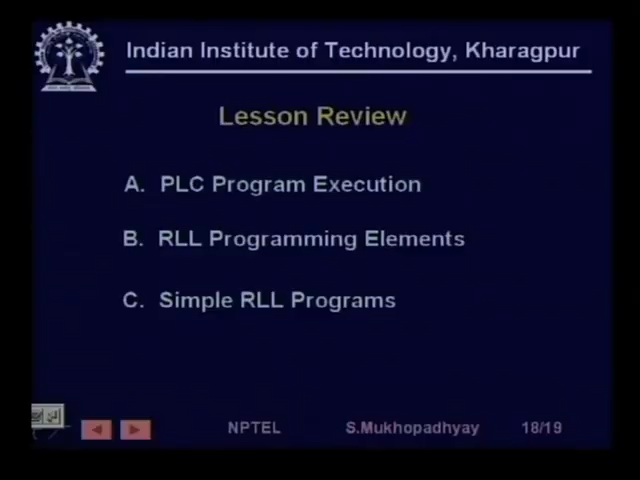 Indian Institute of Technology, Kharagpur
Lesson Review
A. PLC Program Execution
B. RLL Programming Elements
C. Simple RLL Programs
NPTEL S.Mukhopadhyay 18/19